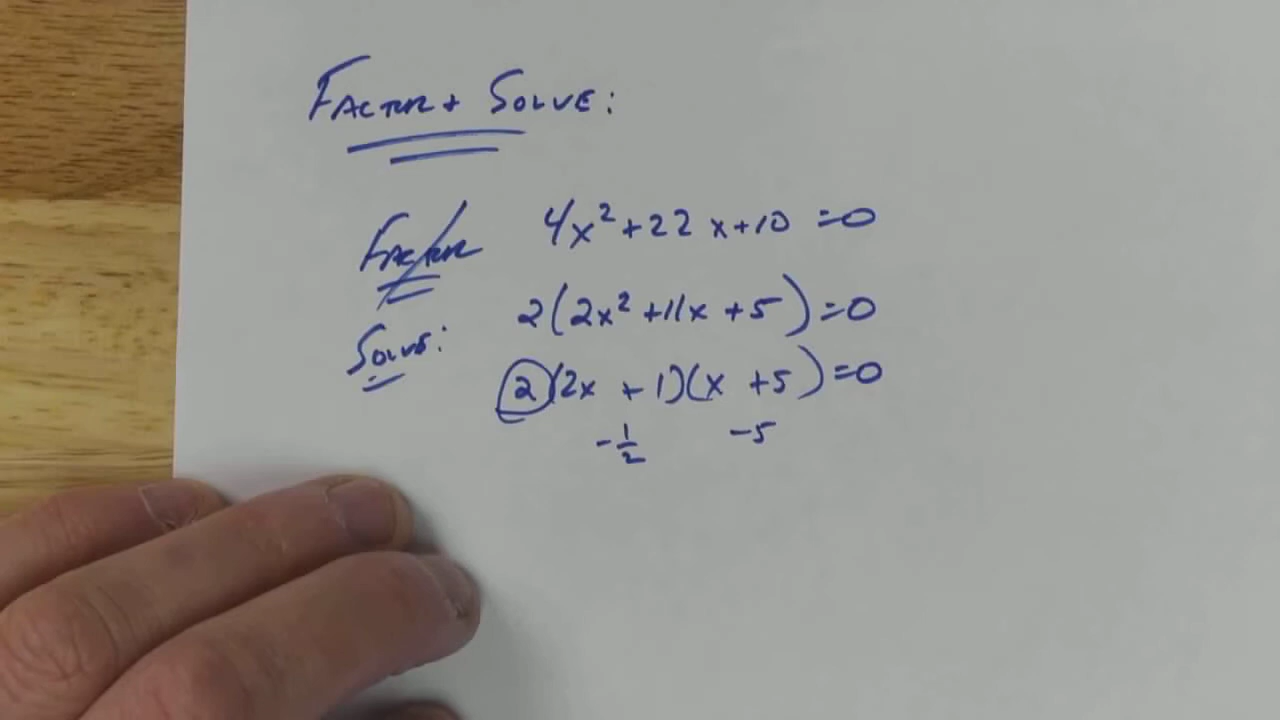 FACTOR + SOLVE:
FACTOR 4x² + 22x + 10 = 0
2(2x² + 11x + 5) = 0
SOLVE: 2(2x + 1)(x + 5) = 0
-1/2 -5